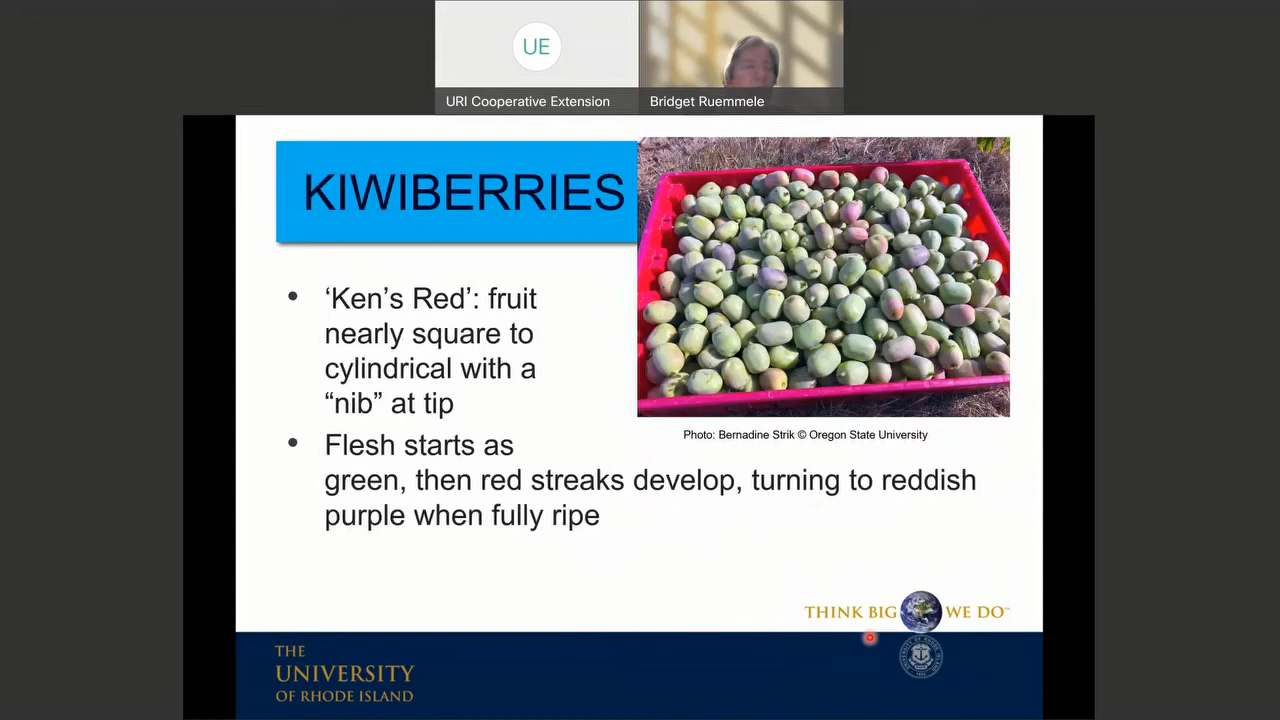 UE
URI Cooperative Extension
Bridget Ruemmele
KIWIBERRIES
• ‘Ken’s Red’: fruit
nearly square to
cylindrical with a
“nib” at tip
Photo: Bernadine Strik © Oregon State University
• Flesh starts as
green, then red streaks develop, turning to reddish
purple when fully ripe
THINK BIG WE DO™
THE
UNIVERSITY
OF RHODE ISLAND